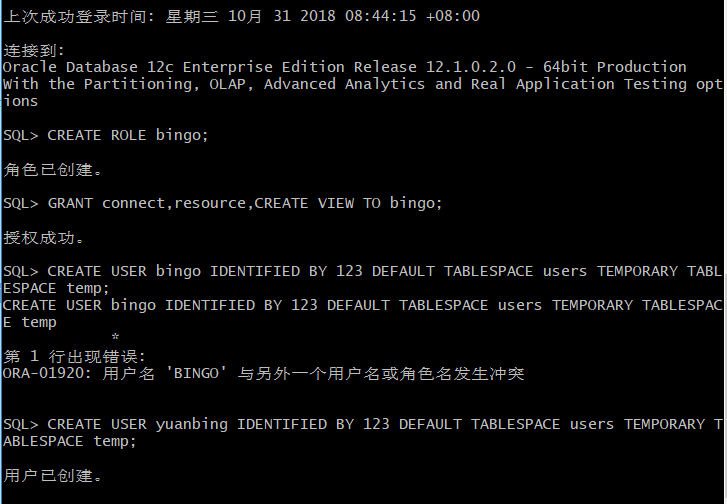 上次成功登录时间: 星期三 10月 31 2018 08:44:15 +08:00
连接到:
Oracle Database 12c Enterprise Edition Release 12.1.0.2.0 - 64bit Production
With the Partitioning, OLAP, Advanced Analytics and Real Application Testing opt
ions
SQL> CREATE ROLE bingo;
角色已创建。
SQL> GRANT connect,resource,CREATE VIEW TO bingo;
授权成功。
SQL> CREATE USER bingo IDENTIFIED BY 123 DEFAULT TABLESPACE users TEMPORARY TABL
ESPACE temp;
CREATE USER bingo IDENTIFIED BY 123 DEFAULT TABLESPACE users TEMPORARY TABLESPAC
E temp
*
第 1 行出现错误:
ORA-01920: 用户名 'BINGO' 与另外一个用户名或角色名发生冲突
SQL> CREATE USER yuanbing IDENTIFIED BY 123 DEFAULT TABLESPACE users TEMPORARY T
ABLESPACE temp;
用户已创建。